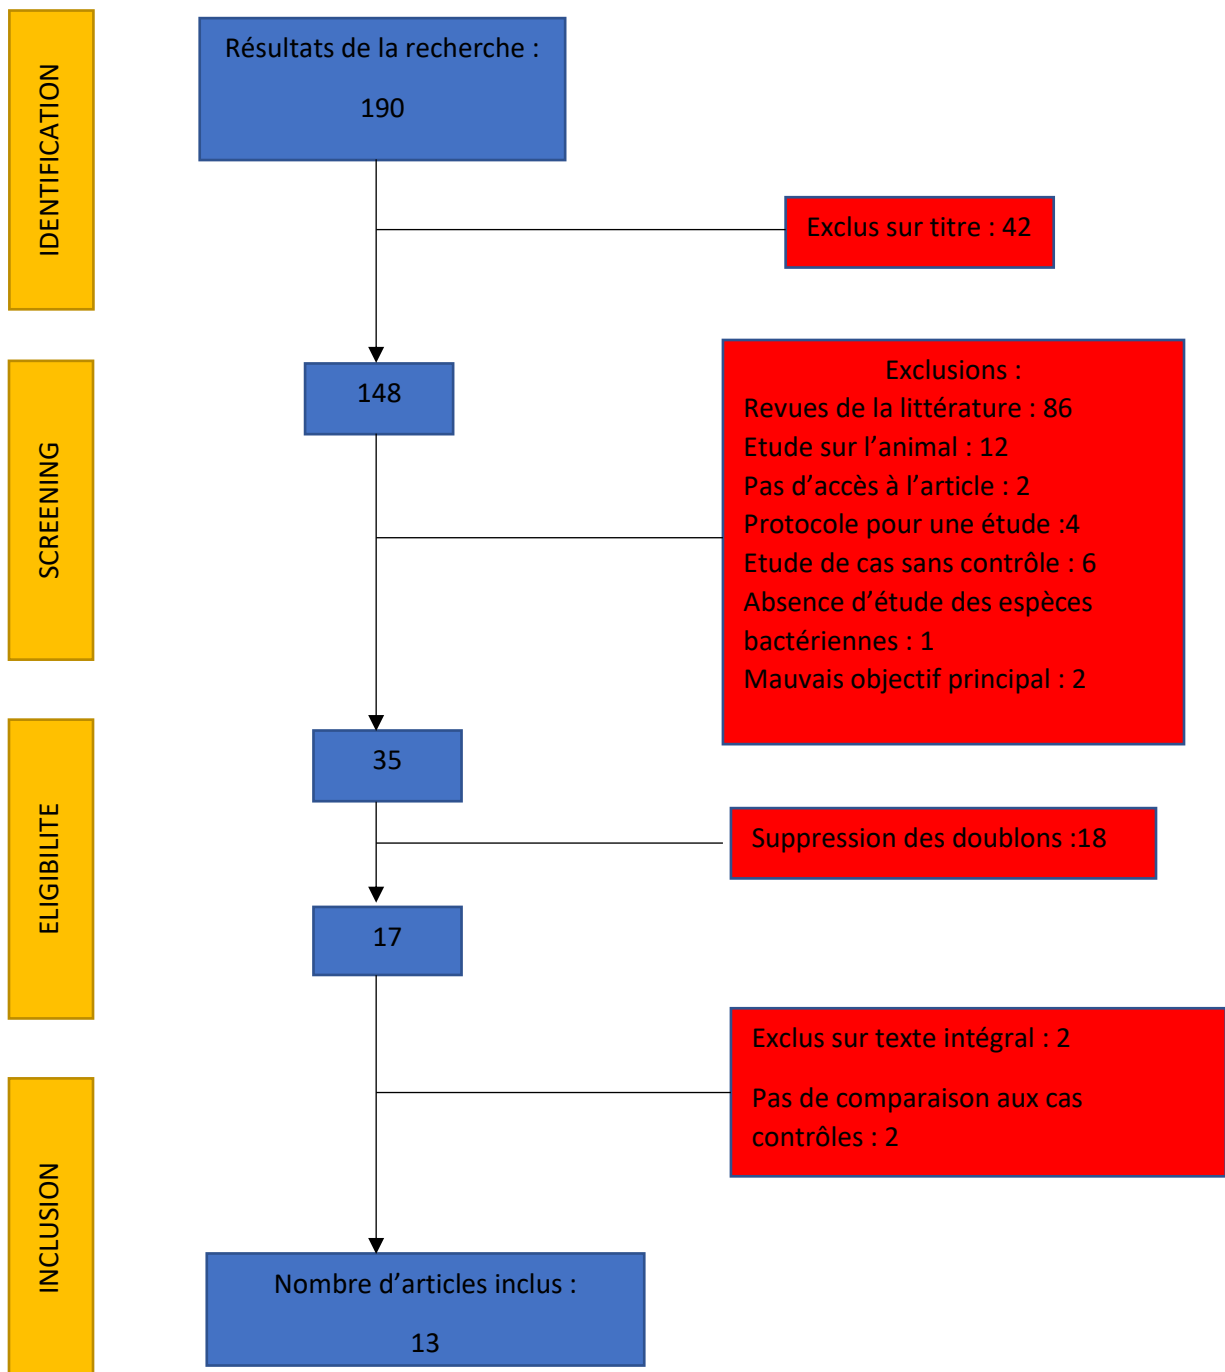 IDENTIFICATION
Résultats de la recherche :
190
Exclus sur titre : 42
SCREENING
148
Exclusions :
Revues de la littérature : 86
Etude sur l’animal : 12
Pas d’accès à l’article : 2
Protocole pour une étude :4
Etude de cas sans contrôle : 6
Absence d’étude des espèces
bactériennes : 1
Mauvais objectif principal : 2
ELIGIBILITE
35
Suppression des doublons :18
17
INCLUSION
Exclus sur texte intégral : 2
Pas de comparaison aux cas
contrôles : 2
Nombre d’articles inclus :
13